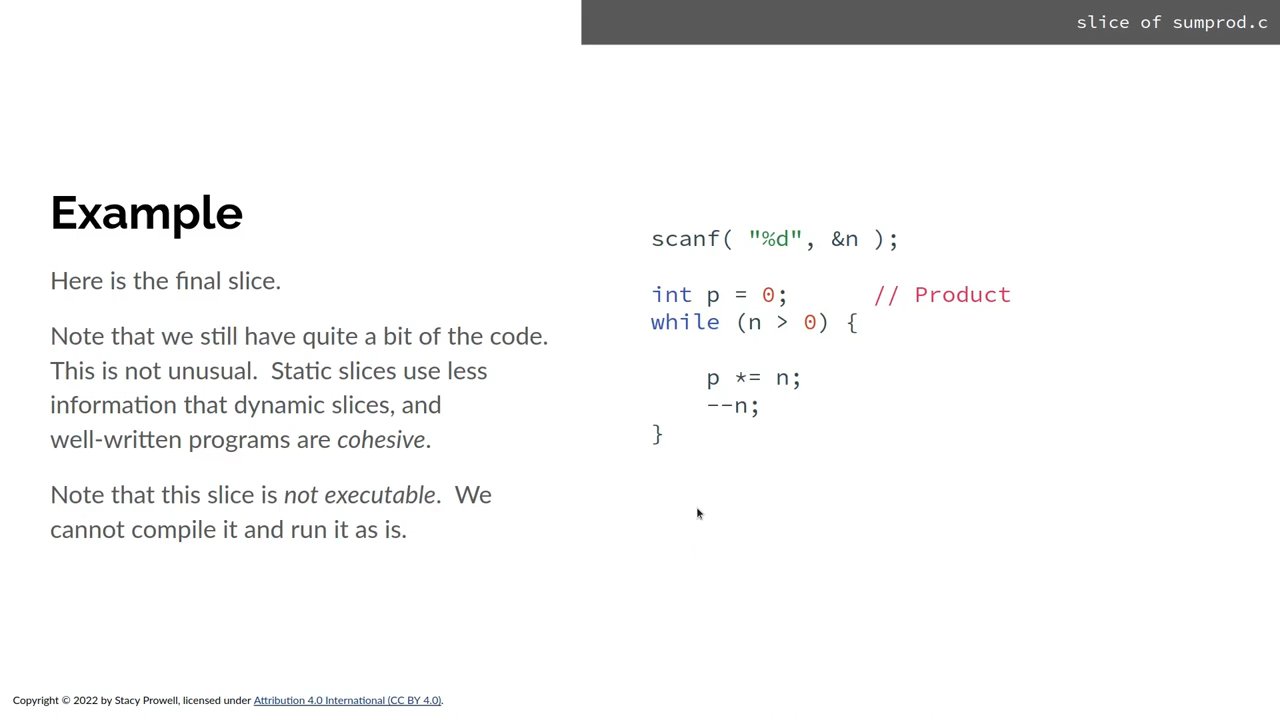 slice of sumprod.c
Example
Here is the final slice.
Note that we still have quite a bit of the code.
This is not unusual.  Static slices use less
information that dynamic slices, and
well-written programs are cohesive.
Note that this slice is not executable.  We
cannot compile it and run it as is.
scanf( "%d", &n );
int p = 0;      // Product
while (n > 0) {
    p *= n;
    --n;
}
Copyright © 2022 by Stacy Prowell, licensed under Attribution 4.0 International (CC BY 4.0).